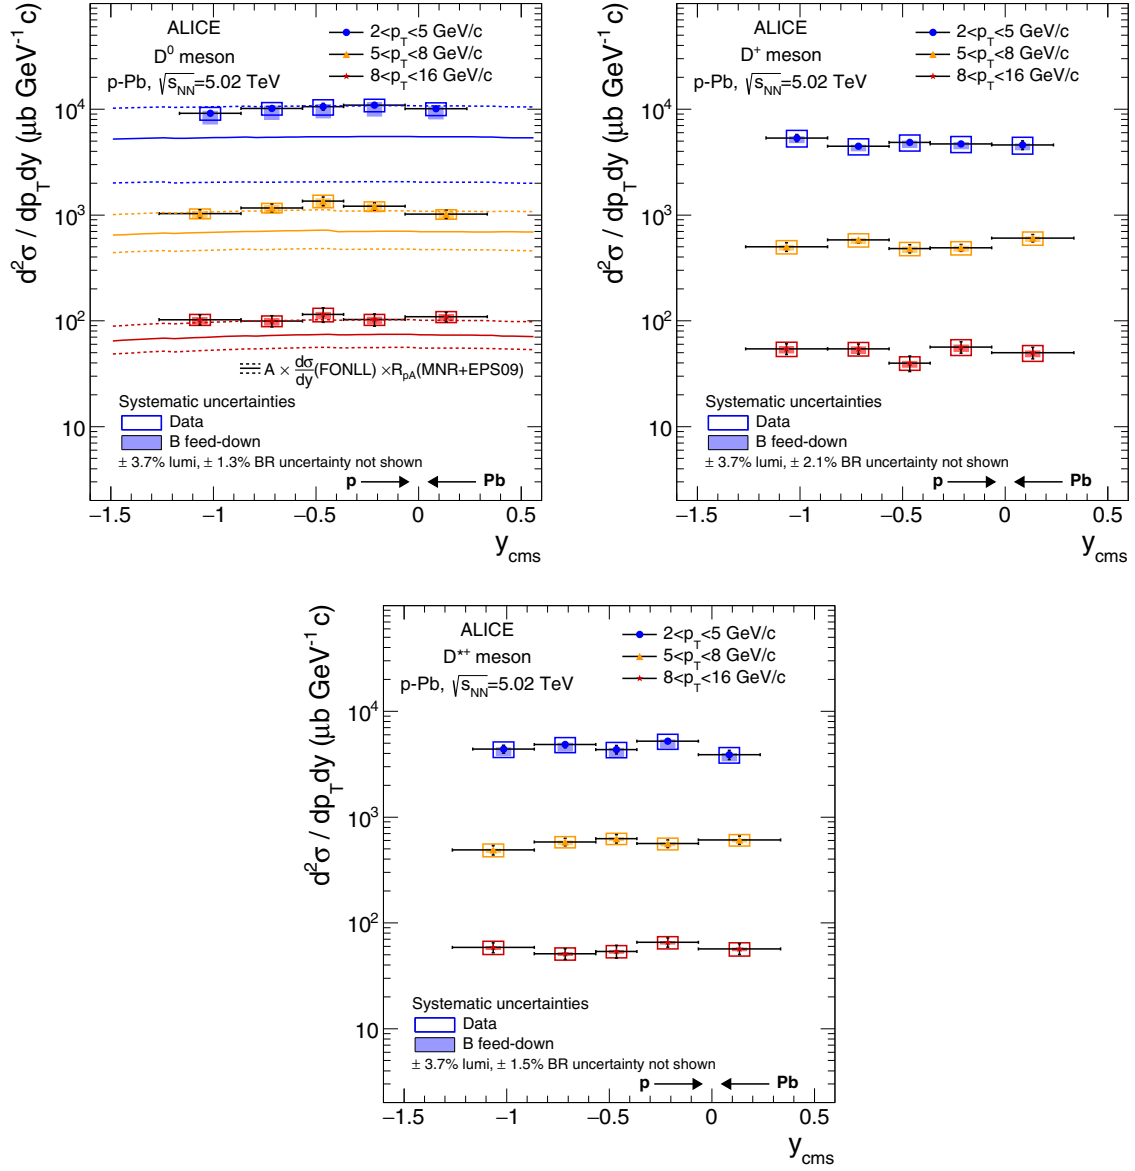 ALICE
D⁰ meson
p-Pb, √s_NN=5.02 TeV
2<p_T<5 GeV/c
5<p_T<8 GeV/c
8<p_T<16 GeV/c
d²σ / dp_T dy (μb GeV⁻¹ c)
10⁴
10³
10²
10
A × dσ/dy (FONLL) ×R_pA(MNR+EPS09)
Systematic uncertainties
Data
B feed-down
± 3.7% lumi, ± 1.3% BR uncertainty not shown
p → ← Pb
−1.5 −1 −0.5 0 0.5
y_cms
ALICE
D⁺ meson
p-Pb, √s_NN=5.02 TeV
2<p_T<5 GeV/c
5<p_T<8 GeV/c
8<p_T<16 GeV/c
d²σ / dp_T dy (μb GeV⁻¹ c)
10⁴
10³
10²
10
Systematic uncertainties
Data
B feed-down
± 3.7% lumi, ± 2.1% BR uncertainty not shown
p → ← Pb
−1.5 −1 −0.5 0 0.5
y_cms
ALICE
D*⁺ meson
p-Pb, √s_NN=5.02 TeV
2<p_T<5 GeV/c
5<p_T<8 GeV/c
8<p_T<16 GeV/c
d²σ / dp_T dy (μb GeV⁻¹ c)
10⁴
10³
10²
10
Systematic uncertainties
Data
B feed-down
± 3.7% lumi, ± 1.5% BR uncertainty not shown
p → ← Pb
−1.5 −1 −0.5 0 0.5
y_cms